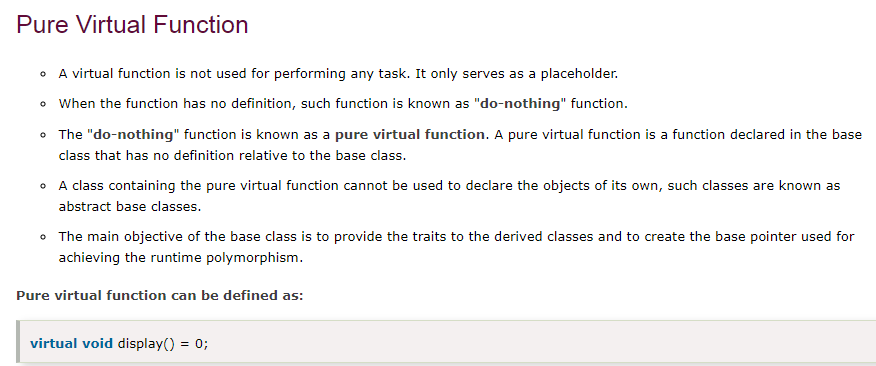 Pure Virtual Function
A virtual function is not used for performing any task. It only serves as a placeholder.
When the function has no definition, such function is known as "do-nothing" function.
The "do-nothing" function is known as a pure virtual function. A pure virtual function is a function declared in the base
class that has no definition relative to the base class.
A class containing the pure virtual function cannot be used to declare the objects of its own, such classes are known as
abstract base classes.
The main objective of the base class is to provide the traits to the derived classes and to create the base pointer used for
achieving the runtime polymorphism.
Pure virtual function can be defined as:
virtual void display() = 0;